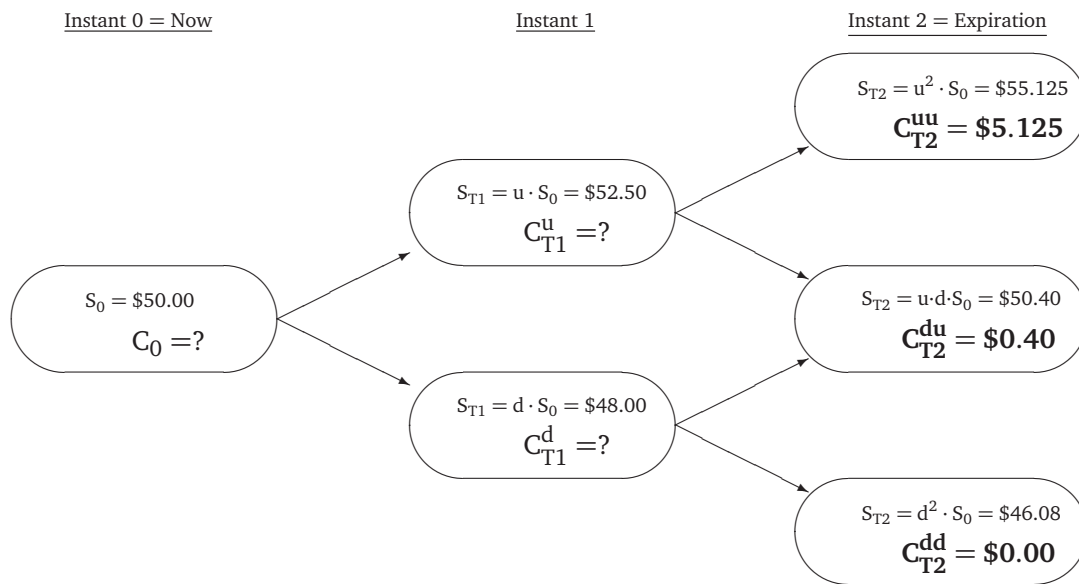 Instant 0 = Now
Instant 1
Instant 2 = Expiration
S_T2 = u² · S_0 = $55.125
C_T2^uu = $5.125
S_T1 = u · S_0 = $52.50
C_T1^u =?
S_0 = $50.00
C_0 =?
S_T2 = u·d·S_0 = $50.40
C_T2^du = $0.40
S_T1 = d · S_0 = $48.00
C_T1^d =?
S_T2 = d² · S_0 = $46.08
C_T2^dd = $0.00